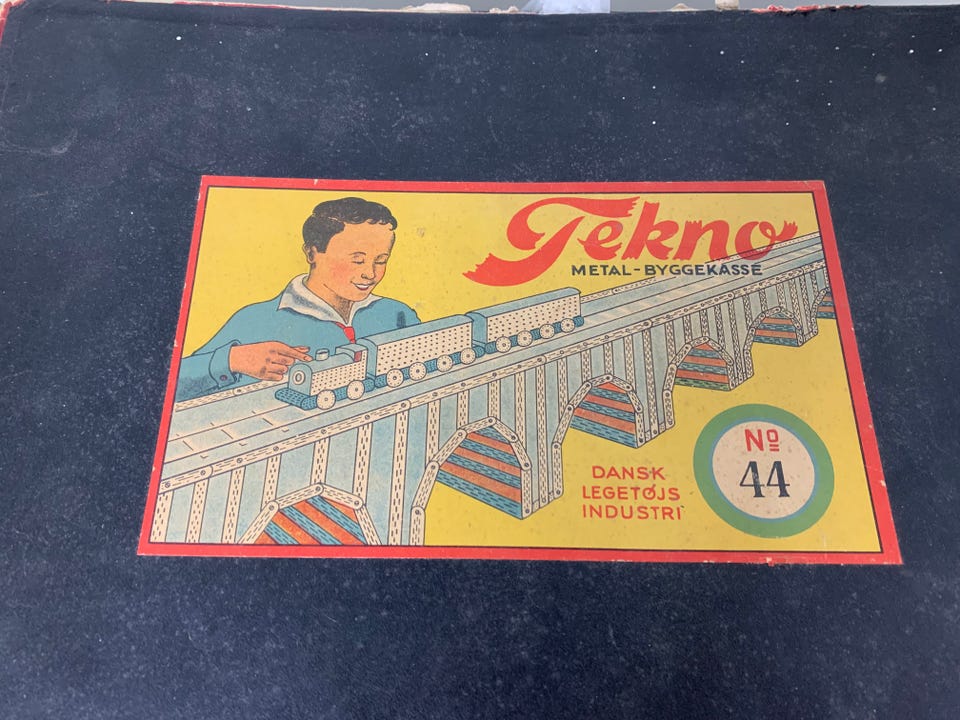 Tekno
METAL-BYGGEKASSE
DANSK
LEGETØJS
INDUSTRI
No
44